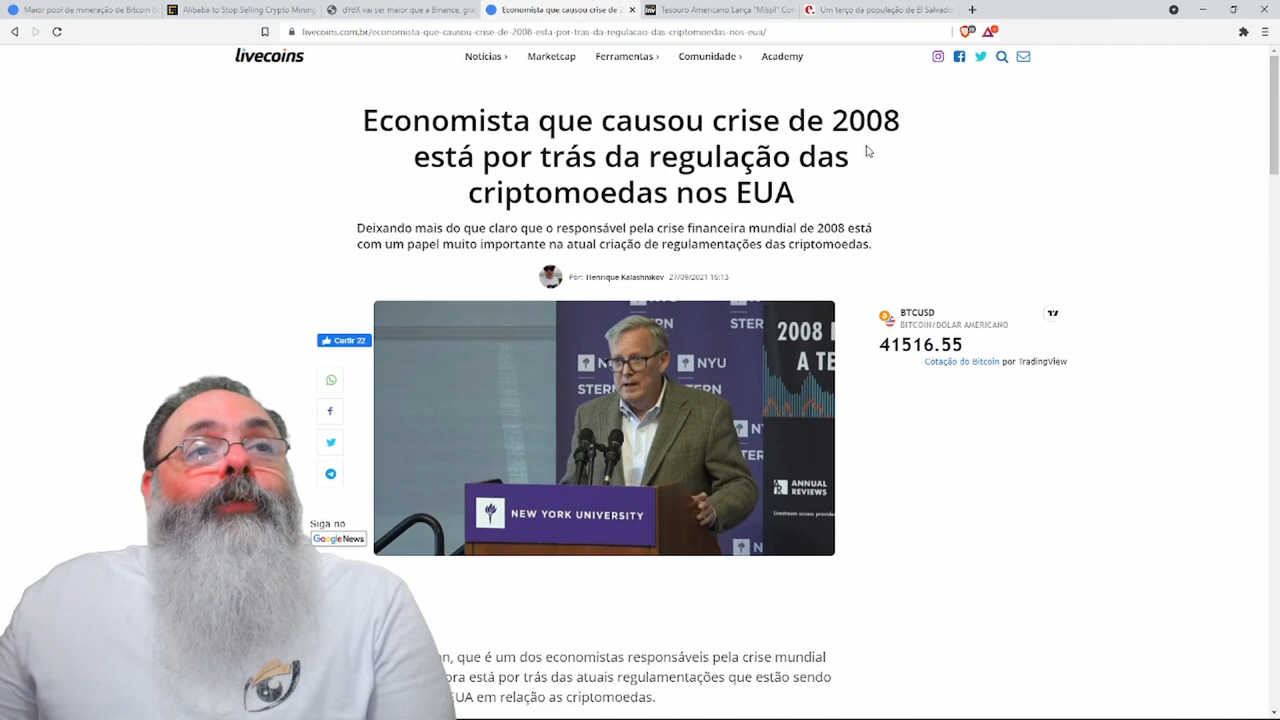 Maior pool de mineração de Bitcoin
Alibaba to Stop Selling Crypto Mining
dYdX vai ser maior que a Binance, gra
Economista que causou crise de 2
Tesouro Americano Lança "Míssil" Co
Um terço da população de El Salvado
livecoins.com.br/economista-que-causou-crise-de-2008-esta-por-tras-da-regulacao-das-criptomoedas-nos-eua/
livecoins
Notícias
Marketcap
Ferramentas
Comunidade
Academy
Economista que causou crise de 2008
está por trás da regulação das
criptomoedas nos EUA
Deixando mais do que claro que o responsável pela crise financeira mundial de 2008 está
com um papel muito importante na atual criação de regulamentações das criptomoedas.
Por: Henrique Kalashnikov 27/09/2021 16:13
BTCUSD
BITCOIN/DOLAR AMERICANO
41516.55
Cotação do Bitcoin por TradingView
Curtir 22
Siga no
Google News
NYU
STERN
2008
A TE
ANNUAL
REVIEWS
NEW YORK UNIVERSITY
n, que é um dos economistas responsáveis pela crise mundial
ora está por trás das atuais regulamentações que estão sendo
EUA em relação as criptomoedas.